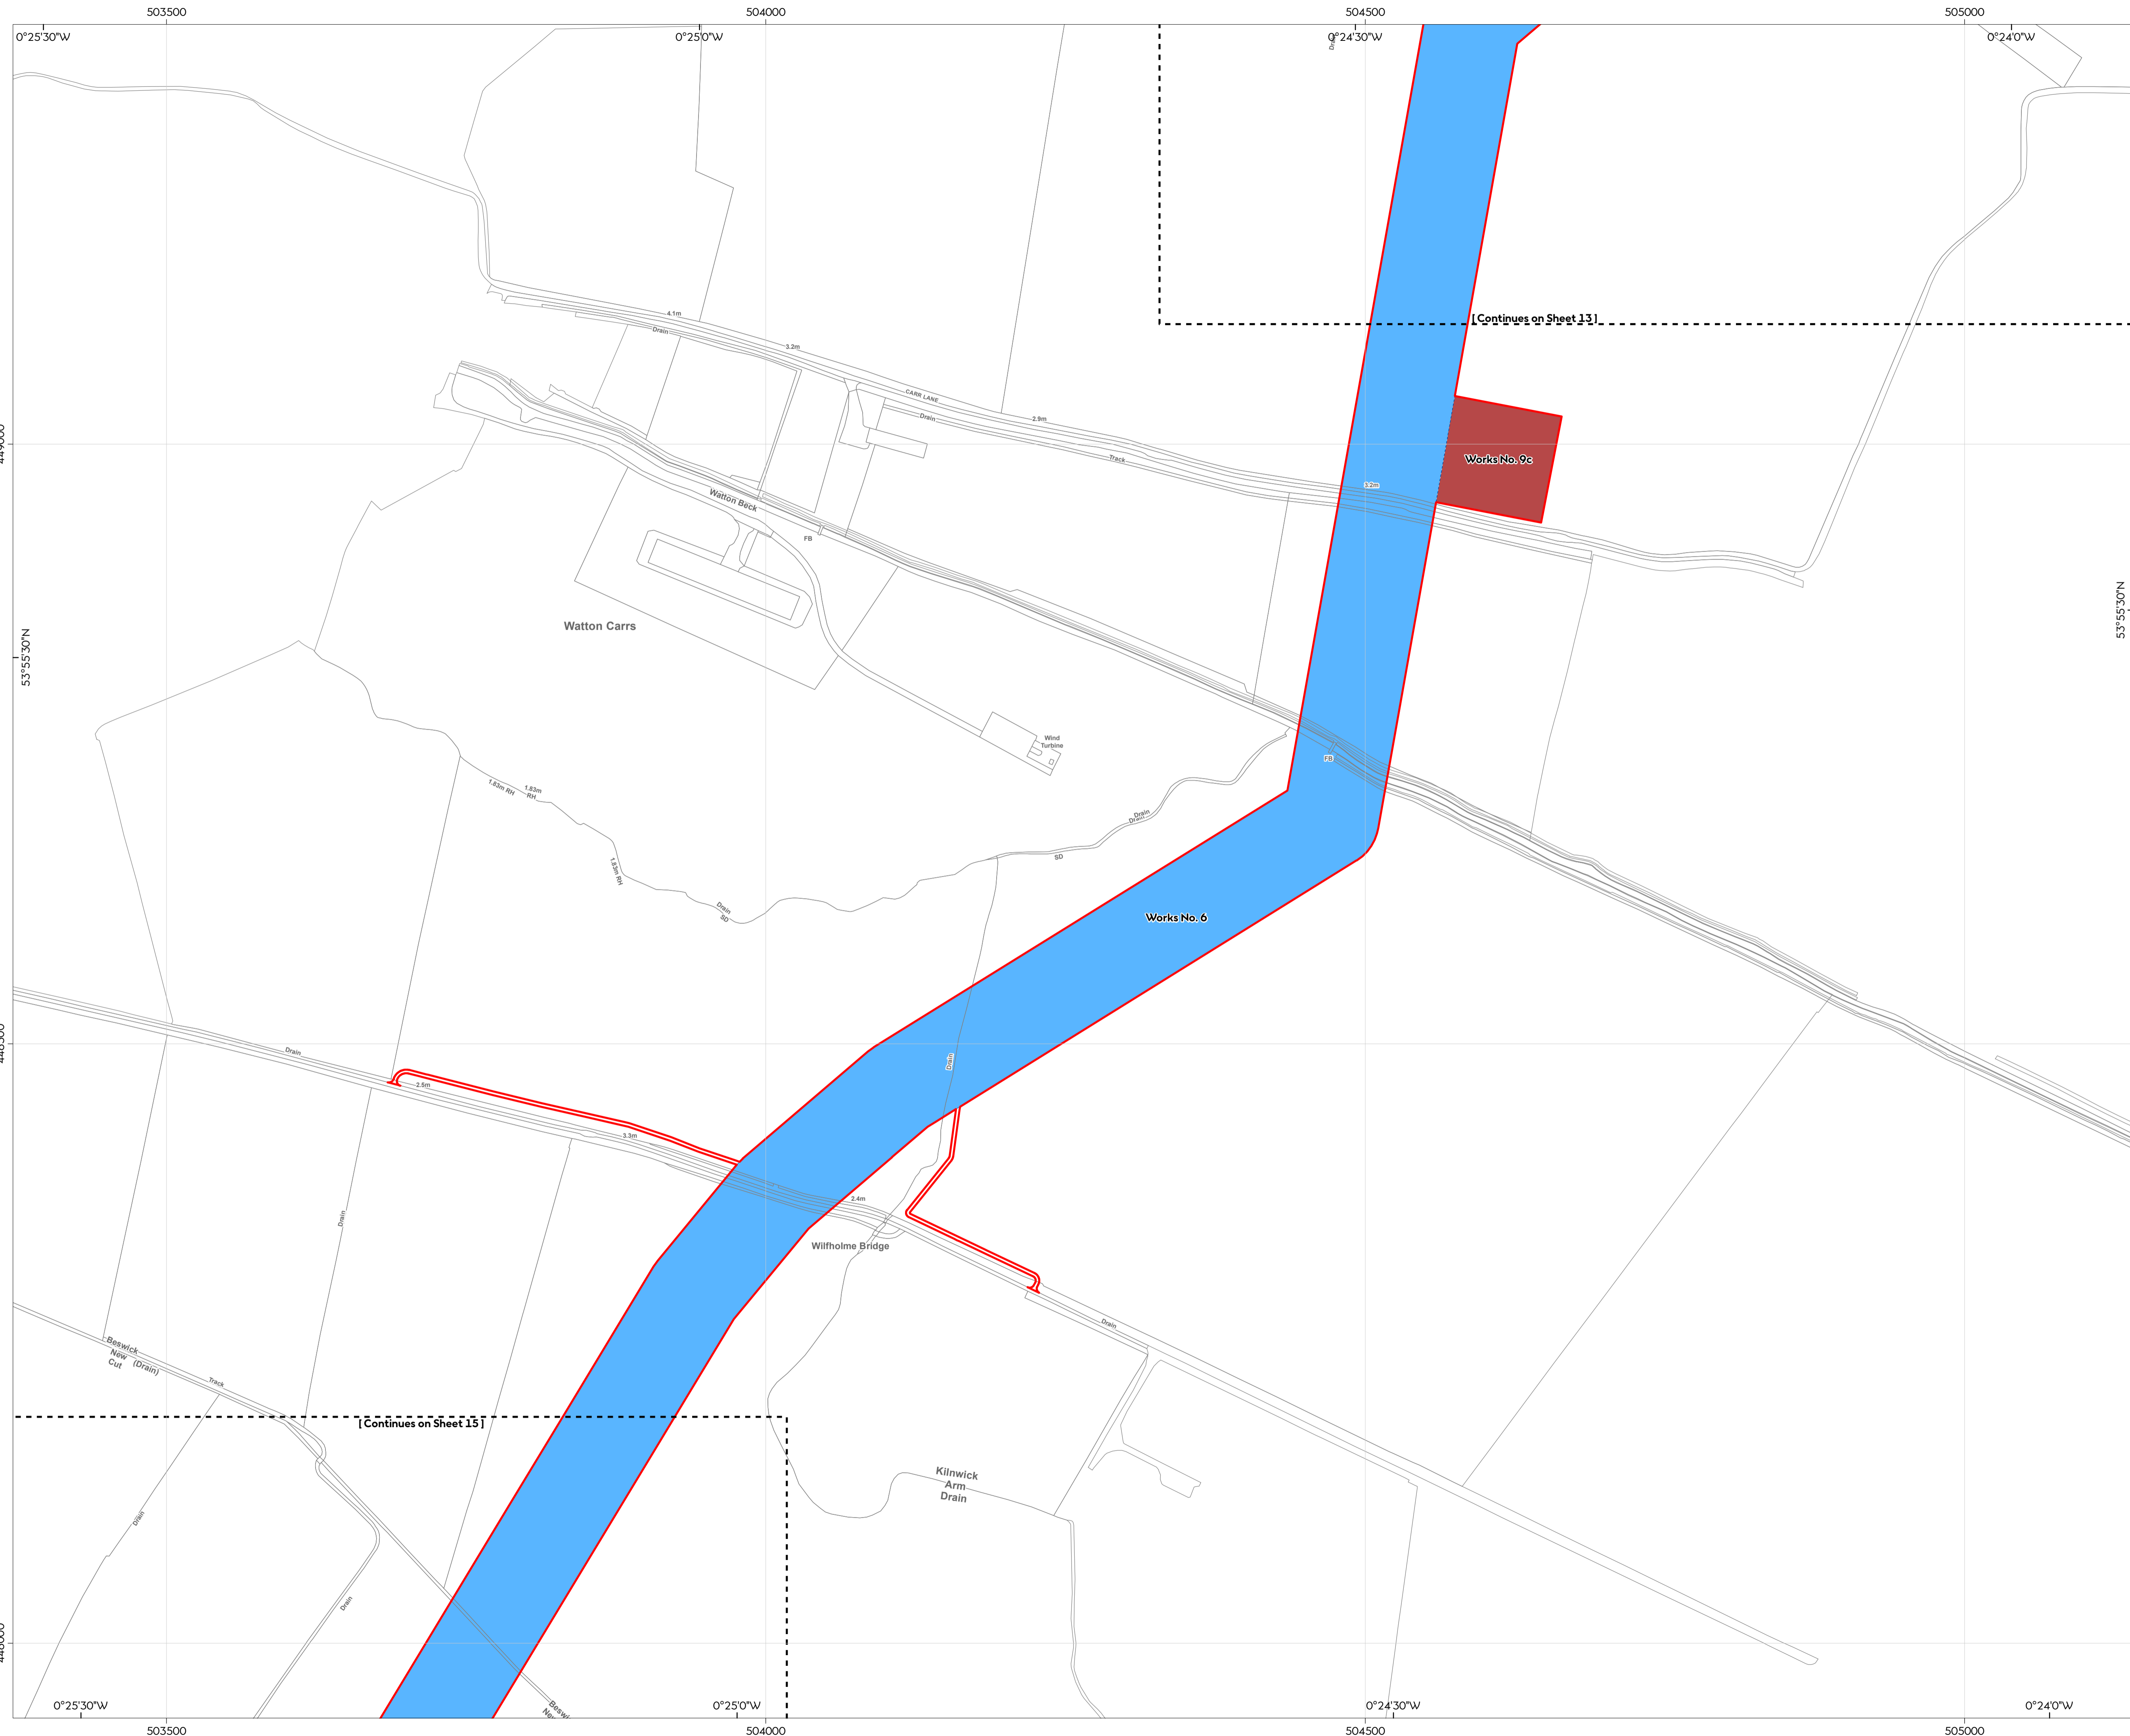 503500
504000
504500
505000
0°25'30"W
0°25'0"W
0°24'30"W
0°24'0"W
4.1m
Drain
[ Continues on Sheet 13 ]
3.2m
CARR LANE
Drain
2.9m
Track
Works No. 9c
3.2m
Watton Beck
FB
Watton Carrs
53°55'30"N
53°55'30"N
Wind
Turbine
FB
1.83m RH
1.83m
RH
Drain
Drain
SD
1.83m RH
Drain
SD
Works No. 6
Drain
Drain
2.5m
3.3m
2.4m
Drain
Wilfholme Bridge
Drain
Beswick
New (Drain)
Cut
Track
[ Continues on Sheet 15 ]
Kilnwick
Arm
Drain
Drain
Drain
0°25'30"W
0°25'0"W
0°24'30"W
0°24'0"W
503500
504000
504500
505000